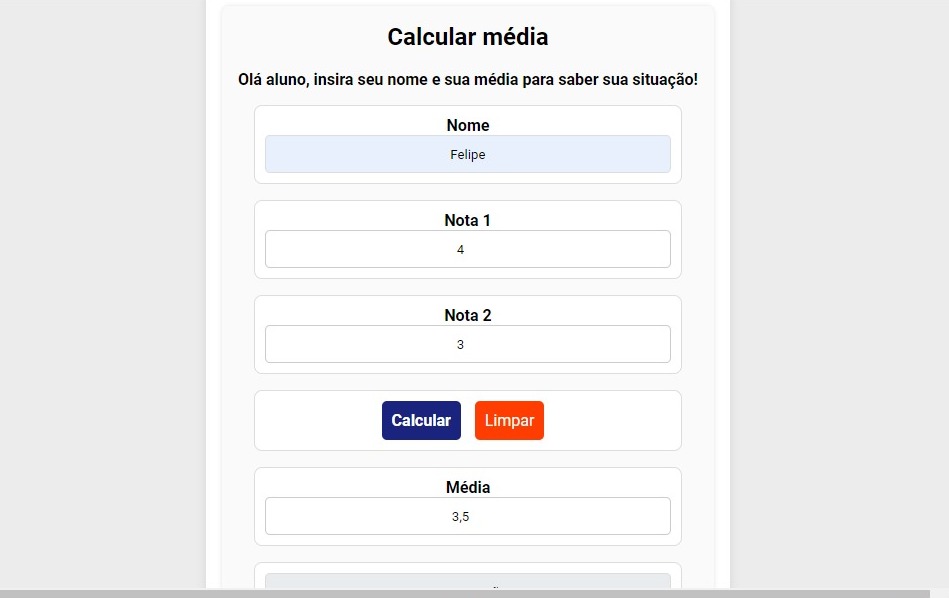 Calcular média
Olá aluno, insira seu nome e sua média para saber sua situação!
Nome
Felipe
Nota 1
4
Nota 2
3
Calcular Limpar
Média
3,5